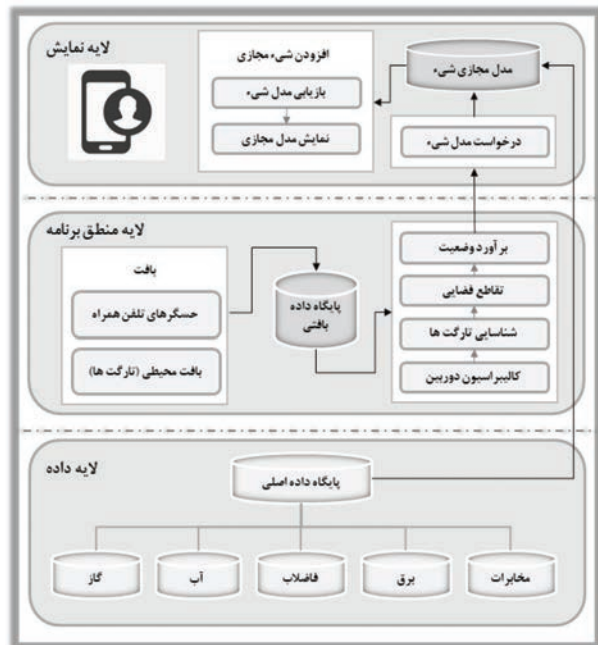 لایه نمایش
مدل مجازی شیء
درخواست مدل شیء
افزودن شیء مجازی
بازیابی مدل شیء
نمایش مدل مجازی
لایه منطق برنامه
برآورد وضعیت
تقاطع فضایی
شناسایی تارگت ها
کالیبراسیون دوربین
پایگاه داده
بافتی
بافت
حسگرهای تلفن همراه
بافت محیطی (تارگت ها)
لایه داده
پایگاه داده اصلی
مخابرات
برق
فاضلاب
آب
گاز